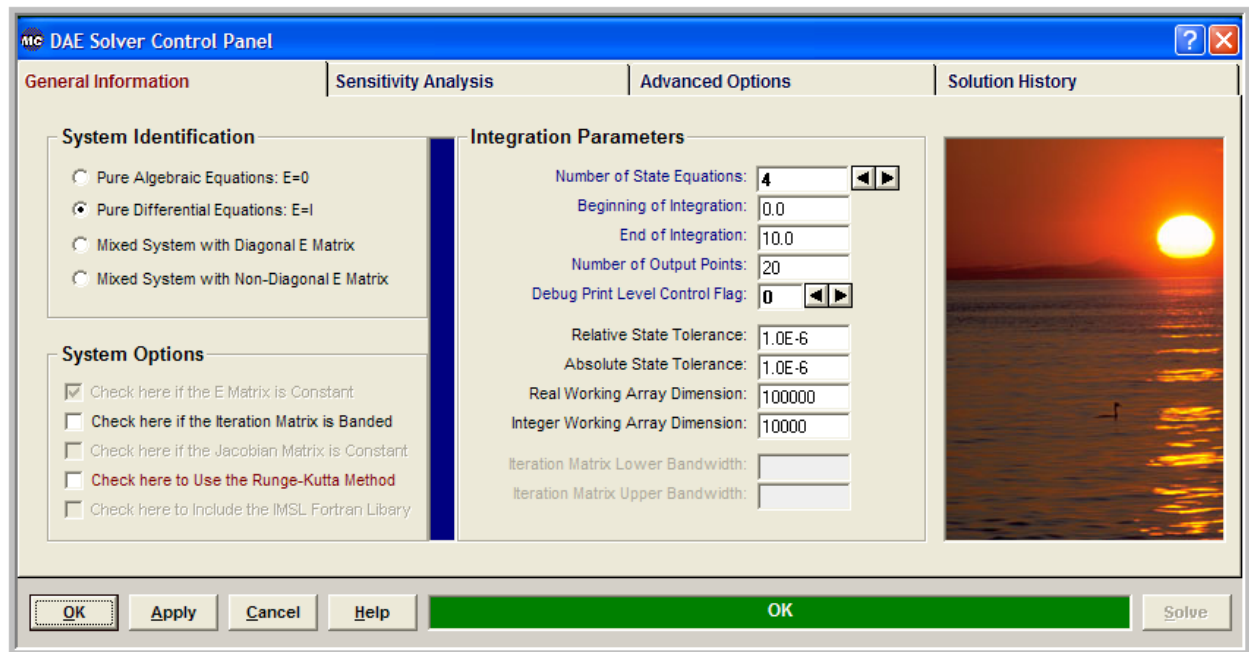 MC DAE Solver Control Panel
?
General Information
Sensitivity Analysis
Advanced Options
Solution History
System Identification
Pure Algebraic Equations: E=0
Pure Differential Equations: E=I
Mixed System with Diagonal E Matrix
Mixed System with Non-Diagonal E Matrix
System Options
Check here if the E Matrix is Constant
Check here if the Iteration Matrix is Banded
Check here if the Jacobian Matrix is Constant
Check here to Use the Runge-Kutta Method
Check here to Include the IMSL Fortran Libary
Integration Parameters
Number of State Equations: 4
Beginning of Integration: 0.0
End of Integration: 10.0
Number of Output Points: 20
Debug Print Level Control Flag: 0
Relative State Tolerance: 1.0E-6
Absolute State Tolerance: 1.0E-6
Real Working Array Dimension: 100000
Integer Working Array Dimension: 10000
Iteration Matrix Lower Bandwidth:
Iteration Matrix Upper Bandwidth:
OK
Apply
Cancel
Help
OK
Solve